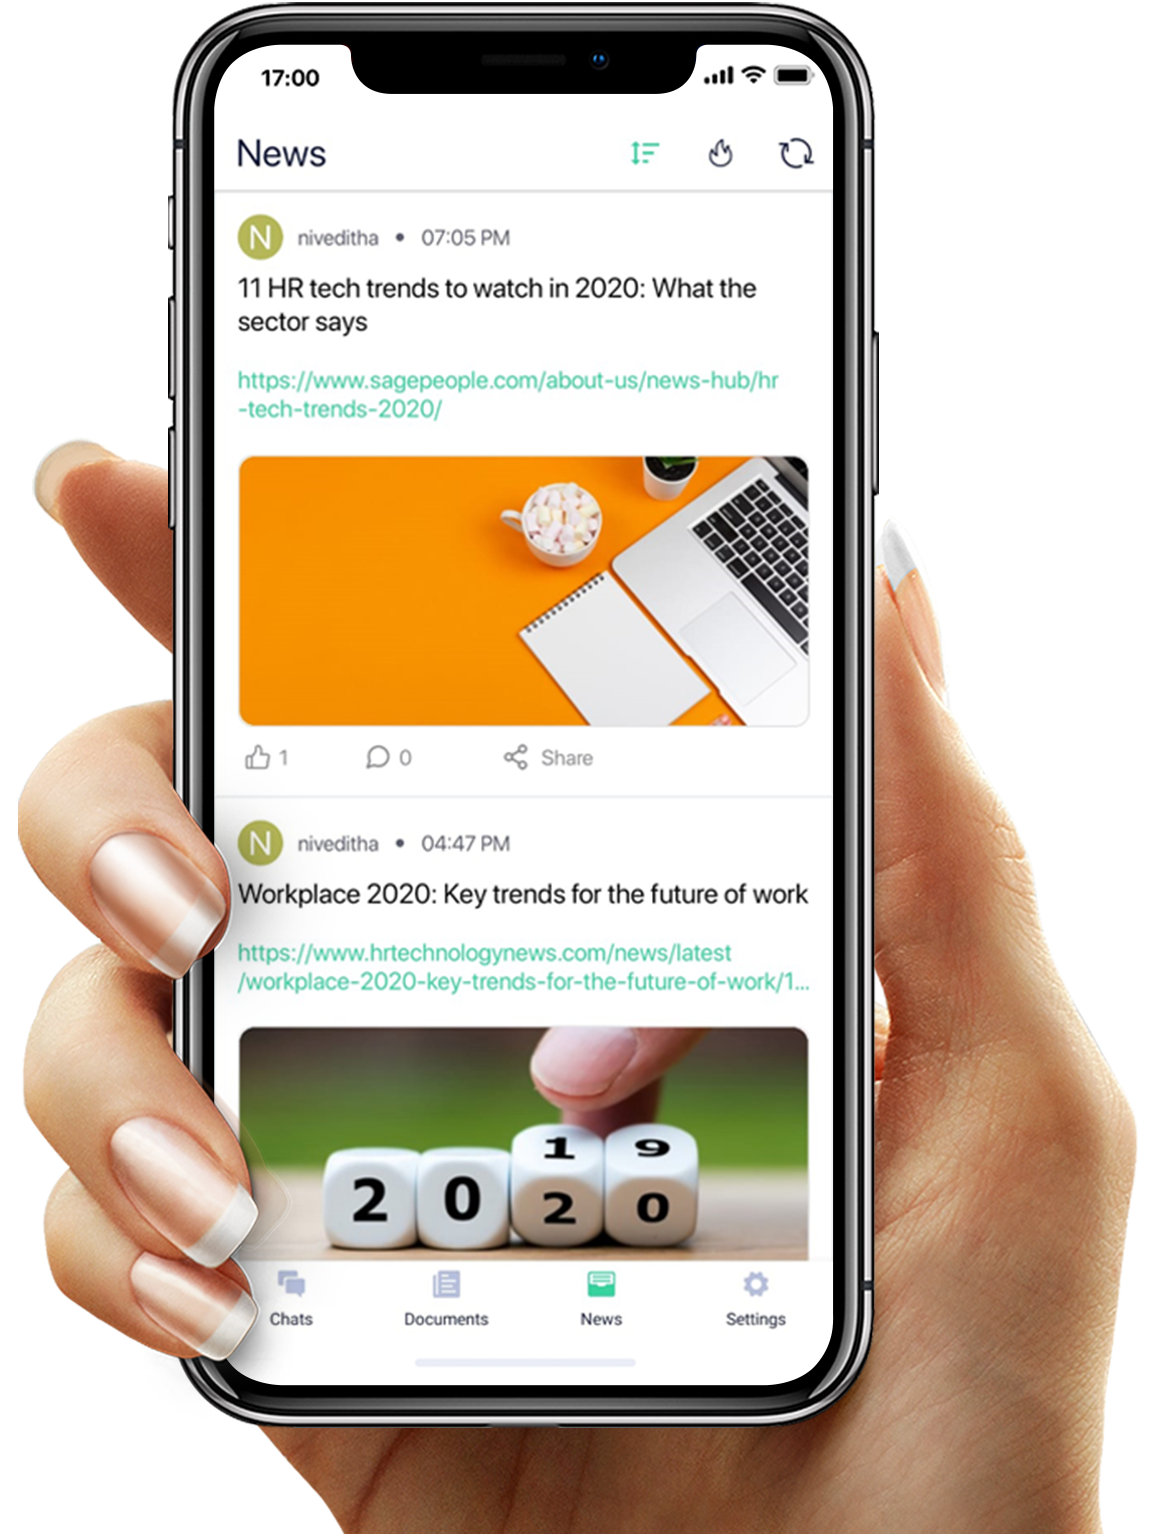 17:00
News
N niveditha • 07:05 PM
11 HR tech trends to watch in 2020: What the
sector says
https://www.sagepeople.com/about-us/news-hub/hr
-tech-trends-2020/
1 0 Share
N niveditha • 04:47 PM
Workplace 2020: Key trends for the future of work
https://www.hrtechnologynews.com/news/latest
/workplace-2020-key-trends-for-the-future-of-work/1...
1 9
2 0 2 0
Chats Documents News Settings